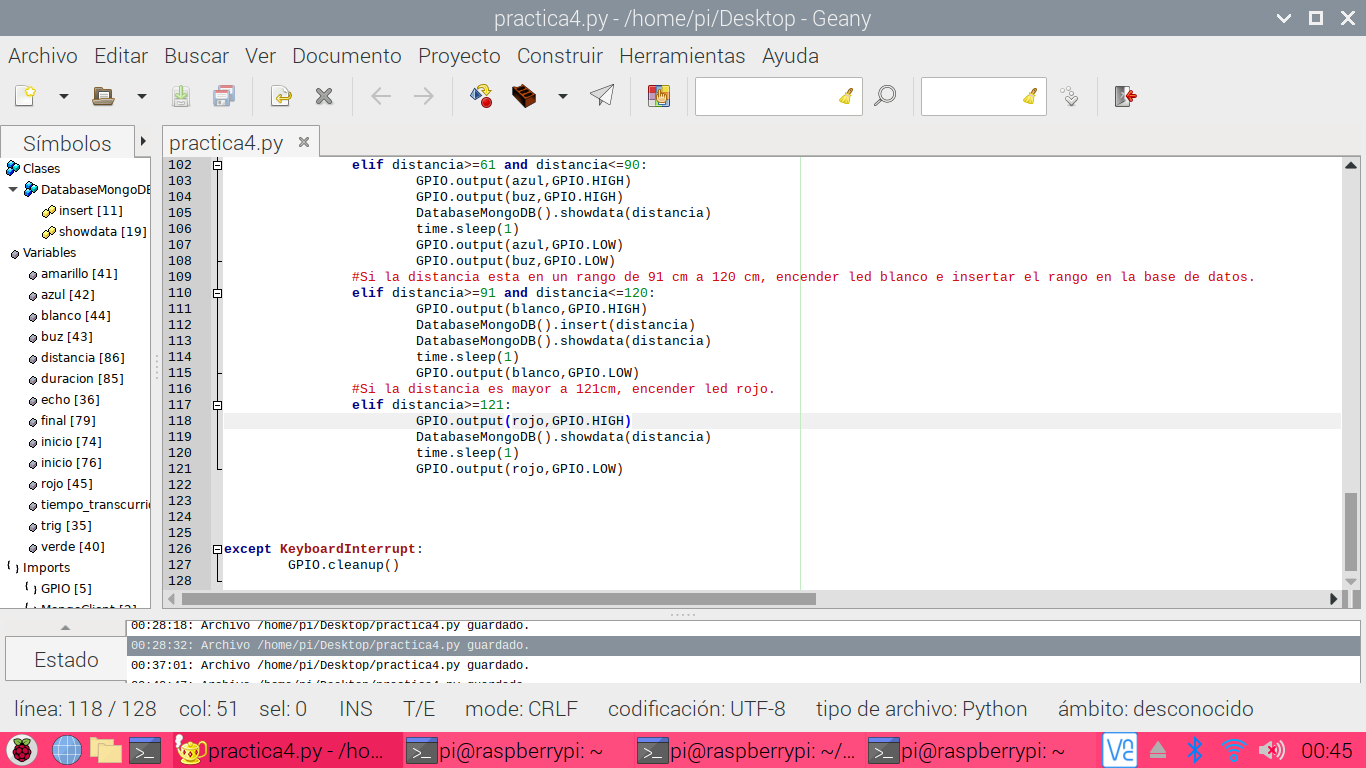 practica4.py - /home/pi/Desktop - Geany
Archivo Editar Buscar Ver Documento Proyecto Construir Herramientas Ayuda
Símbolos
practica4.py
Clases
DatabaseMongoDB
insert [11]
showdata [19]
Variables
amarillo [41]
azul [42]
blanco [44]
buz [43]
distancia [86]
duracion [85]
echo [36]
final [79]
inicio [74]
inicio [76]
rojo [45]
tiempo_transcurri
trig [35]
verde [40]
Imports
GPIO [5]
102 elif distancia>=61 and distancia<=90:
103 GPIO.output(azul,GPIO.HIGH)
104 GPIO.output(buz,GPIO.HIGH)
105 DatabaseMongoDB().showdata(distancia)
106 time.sleep(1)
107 GPIO.output(azul,GPIO.LOW)
108 GPIO.output(buz,GPIO.LOW)
109 #Si la distancia esta en un rango de 91 cm a 120 cm, encender led blanco e insertar el rango en la base de datos.
110 elif distancia>=91 and distancia<=120:
111 GPIO.output(blanco,GPIO.HIGH)
112 DatabaseMongoDB().insert(distancia)
113 DatabaseMongoDB().showdata(distancia)
114 time.sleep(1)
115 GPIO.output(blanco,GPIO.LOW)
116 #Si la distancia es mayor a 121cm, encender led rojo.
117 elif distancia>=121:
118 GPIO.output(rojo,GPIO.HIGH)
119 DatabaseMongoDB().showdata(distancia)
120 time.sleep(1)
121 GPIO.output(rojo,GPIO.LOW)
122
123
124
125
126 except KeyboardInterrupt:
127 GPIO.cleanup()
128
Estado
00:28:18: Archivo /home/pi/Desktop/practica4.py guardado.
00:28:32: Archivo /home/pi/Desktop/practica4.py guardado.
00:37:01: Archivo /home/pi/Desktop/practica4.py guardado.
línea: 118 / 128 col: 51 sel: 0 INS T/E mode: CRLF codificación: UTF-8 tipo de archivo: Python ámbito: desconocido
practica4.py - /ho... pi@raspberrypi: ~ pi@raspberrypi: ~/... pi@raspberrypi: ~ 00:45